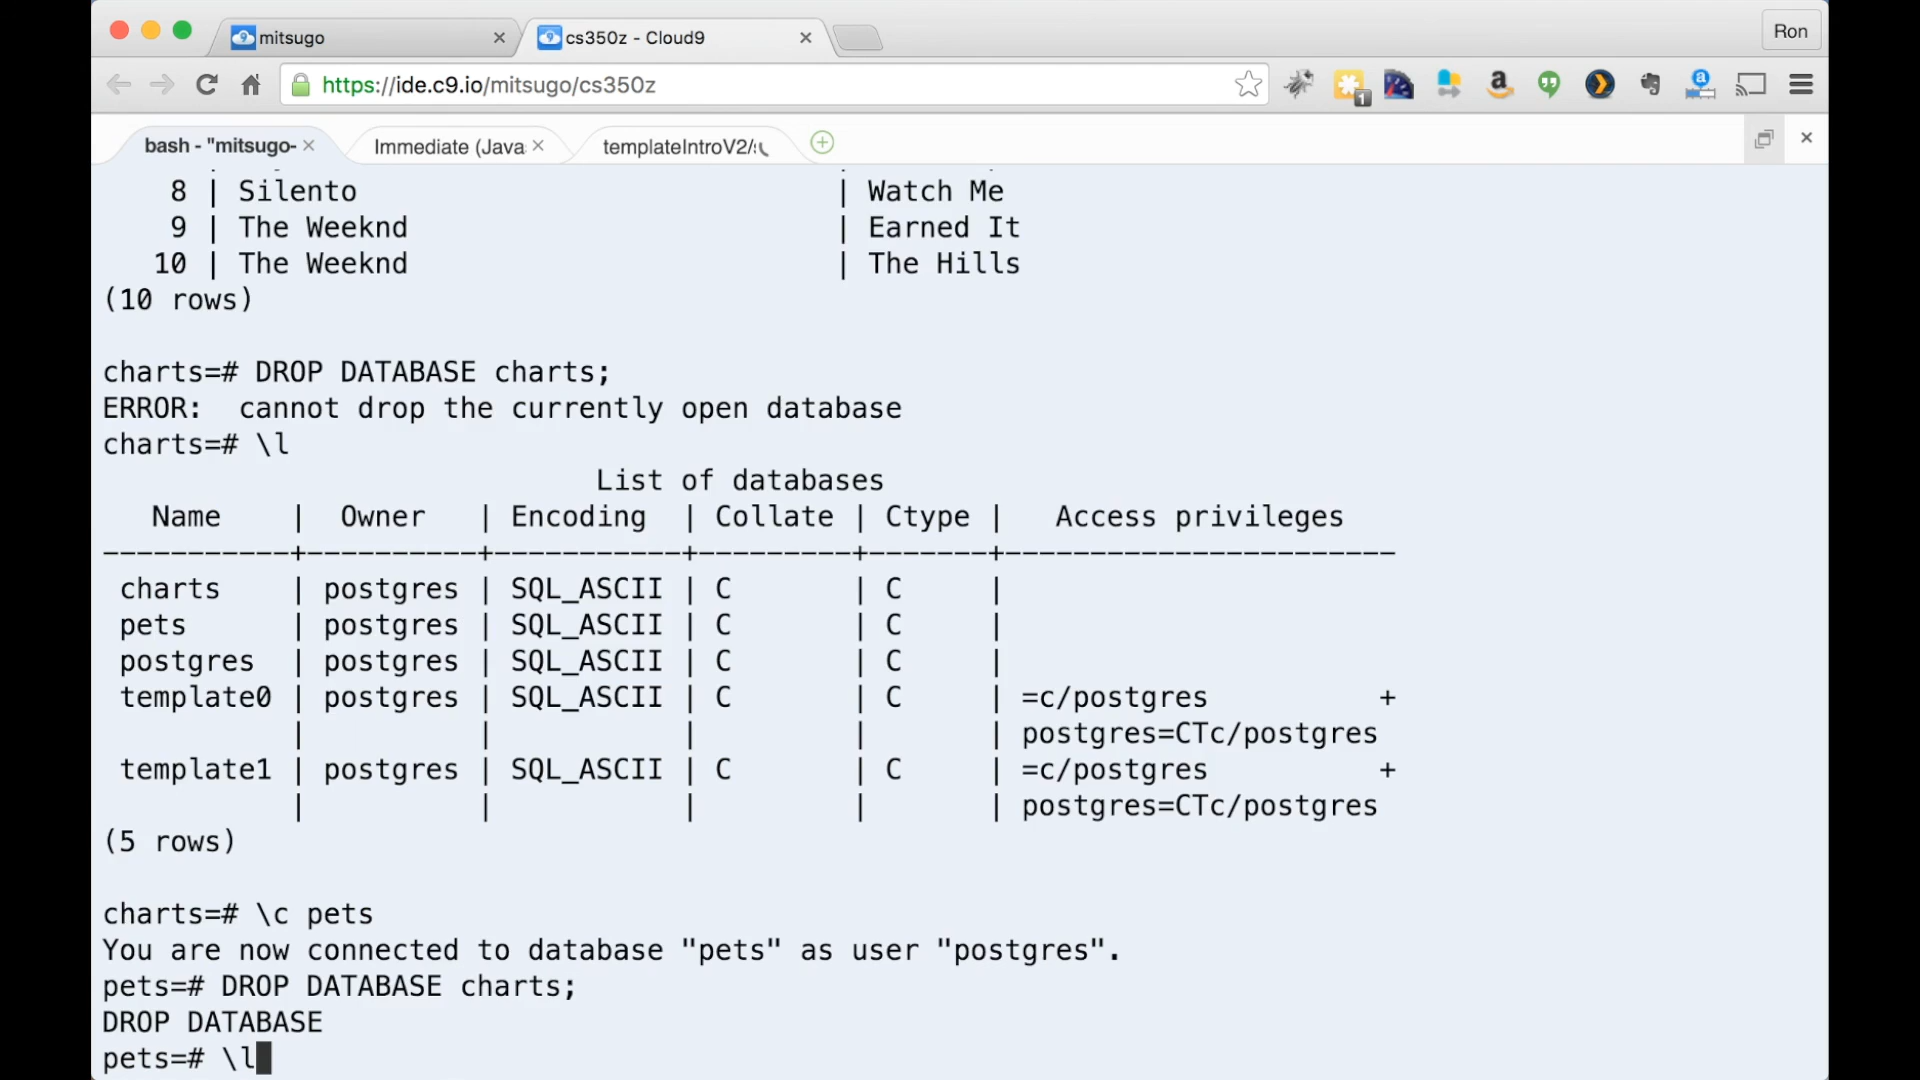 mitsugo
cs350z - Cloud9
Ron
https://ide.c9.io/mitsugo/cs350z
1
bash - "mitsugo-
Immediate (Java
templateIntroV2/
8 | Silento | Watch Me
9 | The Weeknd | Earned It
10 | The Weeknd | The Hills
(10 rows)
charts=# DROP DATABASE charts;
ERROR:  cannot drop the currently open database
charts=# \l
List of databases
Name | Owner | Encoding | Collate | Ctype | Access privileges
-----------+----------+-----------+---------+-------+-----------------------
charts | postgres | SQL_ASCII | C | C |
pets | postgres | SQL_ASCII | C | C |
postgres | postgres | SQL_ASCII | C | C |
template0 | postgres | SQL_ASCII | C | C | =c/postgres +
| | | | | postgres=CTc/postgres
template1 | postgres | SQL_ASCII | C | C | =c/postgres +
| | | | | postgres=CTc/postgres
(5 rows)
charts=# \c pets
You are now connected to database "pets" as user "postgres".
pets=# DROP DATABASE charts;
DROP DATABASE
pets=# \l